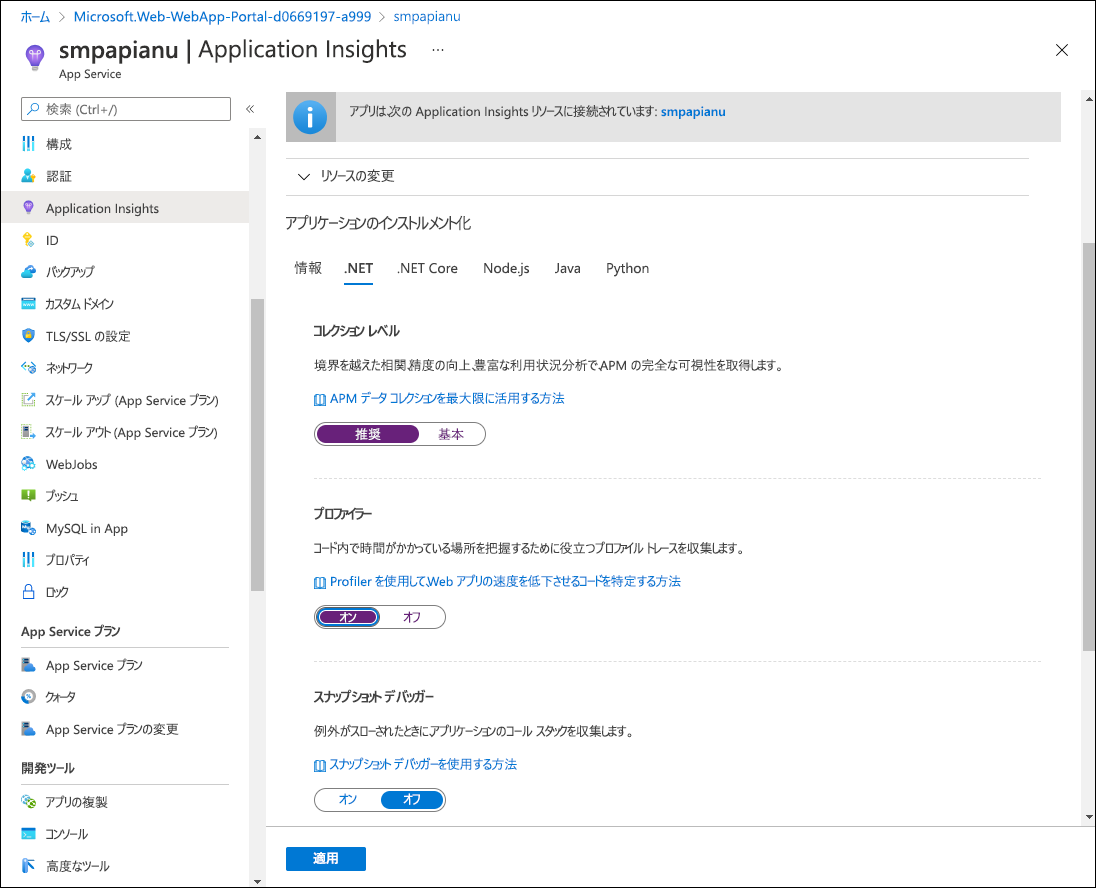 ホーム > Microsoft.Web-WebApp-Portal-d0669197-a999 > smpapianu
smpapianu | Application Insights ...
App Service
検索 (Ctrl+/)
構成
認証
Application Insights
ID
バックアップ
カスタム ドメイン
TLS/SSL の設定
ネットワーク
スケール アップ (App Service プラン)
スケール アウト (App Service プラン)
WebJobs
プッシュ
MySQL in App
プロパティ
ロック
App Service プラン
App Service プラン
クォータ
App Service プランの変更
開発ツール
アプリの複製
コンソール
高度なツール
アプリは、次の Application Insights リソースに接続されています: smpapianu
リソースの変更
アプリケーションのインストルメント化
情報 .NET .NET Core Node.js Java Python
コレクション レベル
境界を越えた相関、精度の向上、豊富な利用状況分析で、APM の完全な可視性を取得します。
APM データ コレクションを最大限に活用する方法
推奨 基本
プロファイラー
コード内で時間がかかっている場所を把握するために役立つプロファイル トレースを収集します。
Profiler を使用して、Web アプリの速度を低下させるコードを特定する方法
オン オフ
スナップショット デバッガー
例外がスローされたときにアプリケーションのコール スタックを収集します。
スナップショット デバッガーを使用する方法
オン オフ
適用